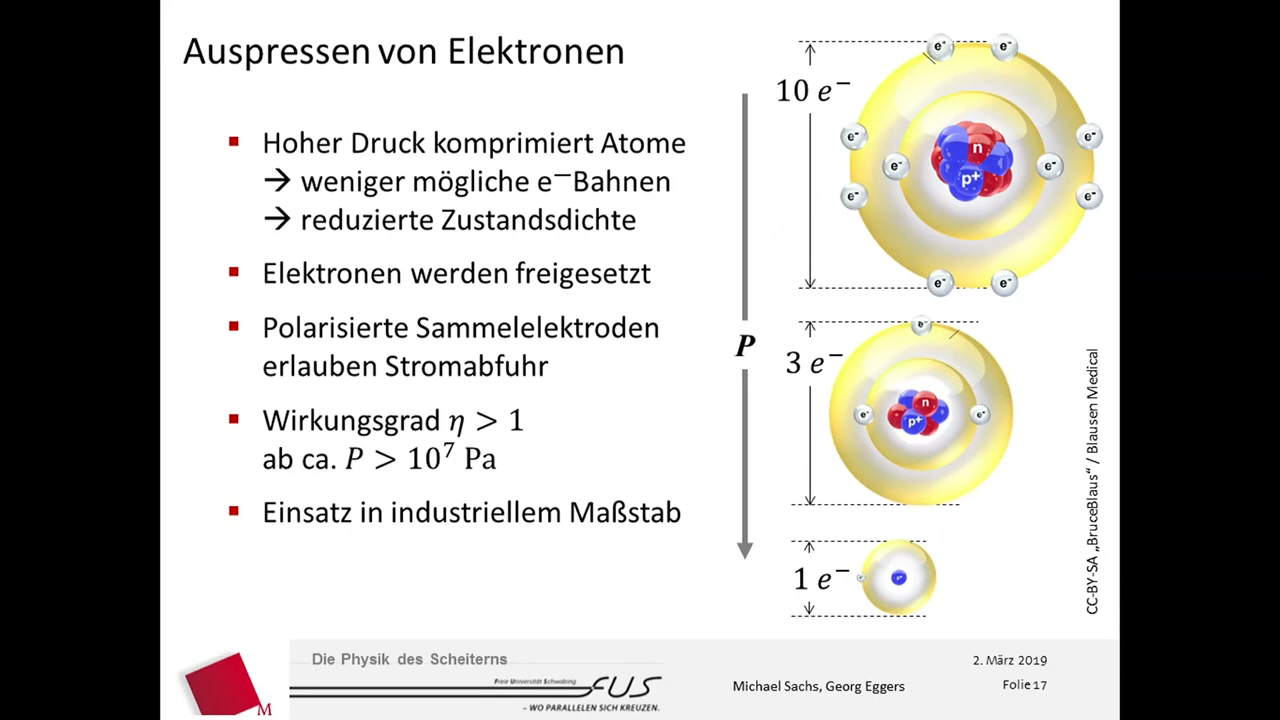 Auspressen von Elektronen
▪ Hoher Druck komprimiert Atome
→ weniger mögliche e⁻Bahnen
→ reduzierte Zustandsdichte
▪ Elektronen werden freigesetzt
▪ Polarisierte Sammelelektroden
erlauben Stromabfuhr
▪ Wirkungsgrad η > 1
ab ca. P > 10⁷ Pa
▪ Einsatz in industriellem Maßstab
P
10 e⁻
e⁻ e⁻
e⁻ e⁻
e⁻ e⁻
e⁻ e⁻
e⁻ e⁻
n
p⁺
3 e⁻
e⁻
e⁻ e⁻
n
p⁺
1 e⁻
e⁻
p⁺
CC-BY-SA „BruceBlaus“ / Blausen Medical
M
Die Physik des Scheiterns
Freie Universität Schwabing
FUS
– WO PARALLELEN SICH KREUZEN.
Michael Sachs, Georg Eggers
2. März 2019
Folie 17